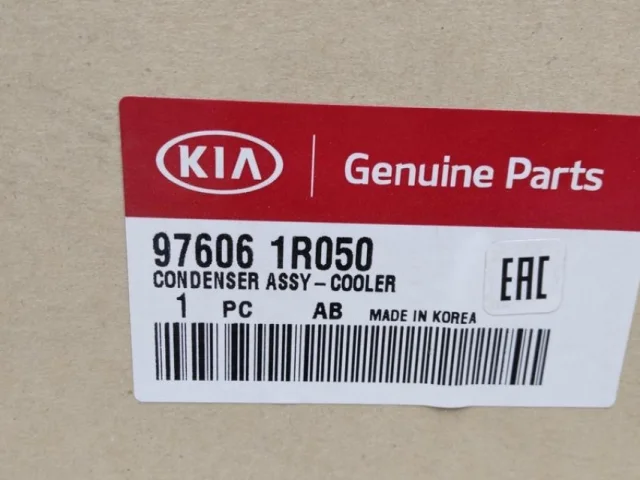 KIA
Genuine Parts
97606 1R050
CONDENSER ASSY-COOLER
1 PC AB MADE IN KOREA
EAC